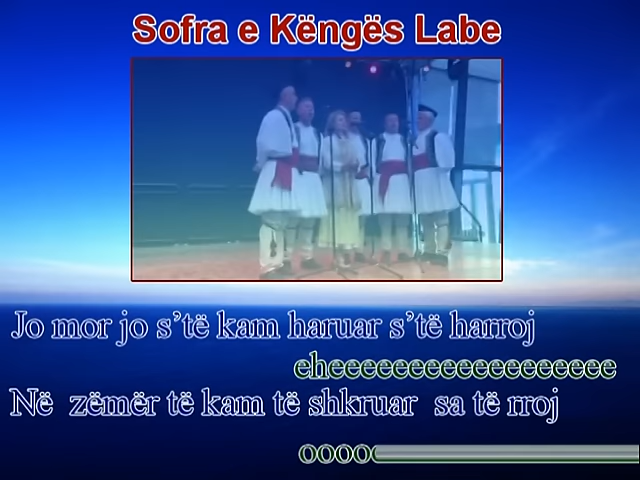 Sofra e Këngës Labe
Jo mor jo s’të kam haruar s’të harroj
eheeeeeeeeeeeeeeeeeee
Në zëmër të kam të shkruar sa të rroj
oooo